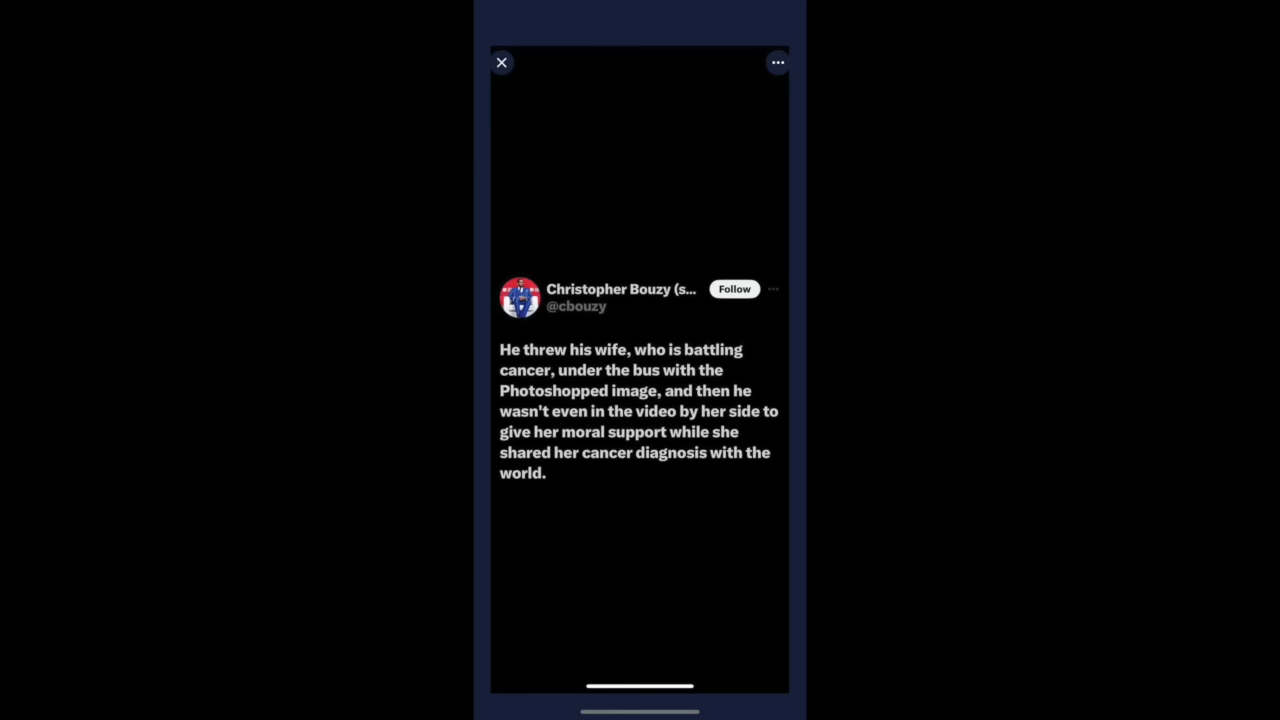 Christopher Bouzy (s...
Follow
@cbouzy
He threw his wife, who is battling
cancer, under the bus with the
Photoshopped image, and then he
wasn't even in the video by her side to
give her moral support while she
shared her cancer diagnosis with the
world.